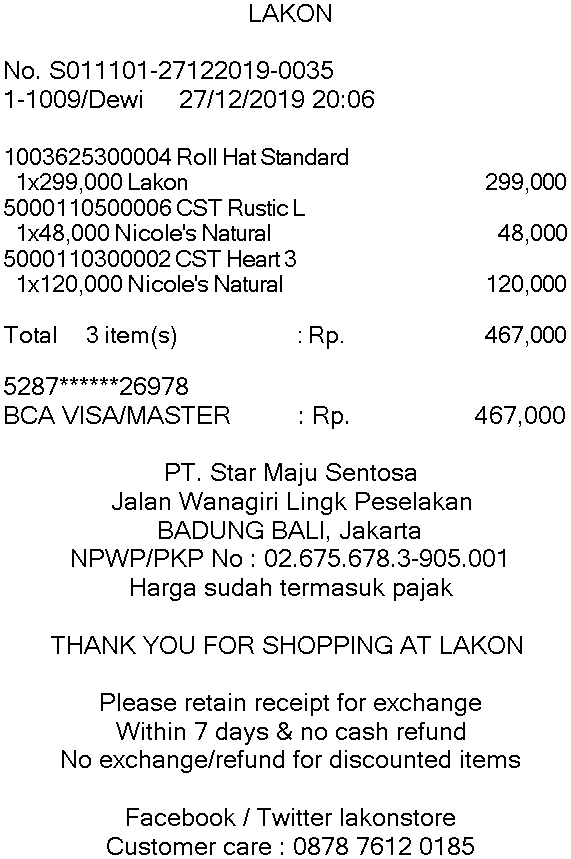 LAKON
No. S011101-27122019-0035
1-1009/Dewi 27/12/2019 20:06
1003625300004 Roll Hat Standard
1x299,000 Lakon 299,000
5000110500006 CST Rustic L
1x48,000 Nicole's Natural 48,000
5000110300002 CST Heart 3
1x120,000 Nicole's Natural 120,000
Total 3 item(s) : Rp. 467,000
5287******26978
BCA VISA/MASTER : Rp. 467,000
PT. Star Maju Sentosa
Jalan Wanagiri Lingk Peselakan
BADUNG BALI, Jakarta
NPWP/PKP No : 02.675.678.3-905.001
Harga sudah termasuk pajak
THANK YOU FOR SHOPPING AT LAKON
Please retain receipt for exchange
Within 7 days & no cash refund
No exchange/refund for discounted items
Facebook / Twitter lakonstore
Customer care : 0878 7612 0185